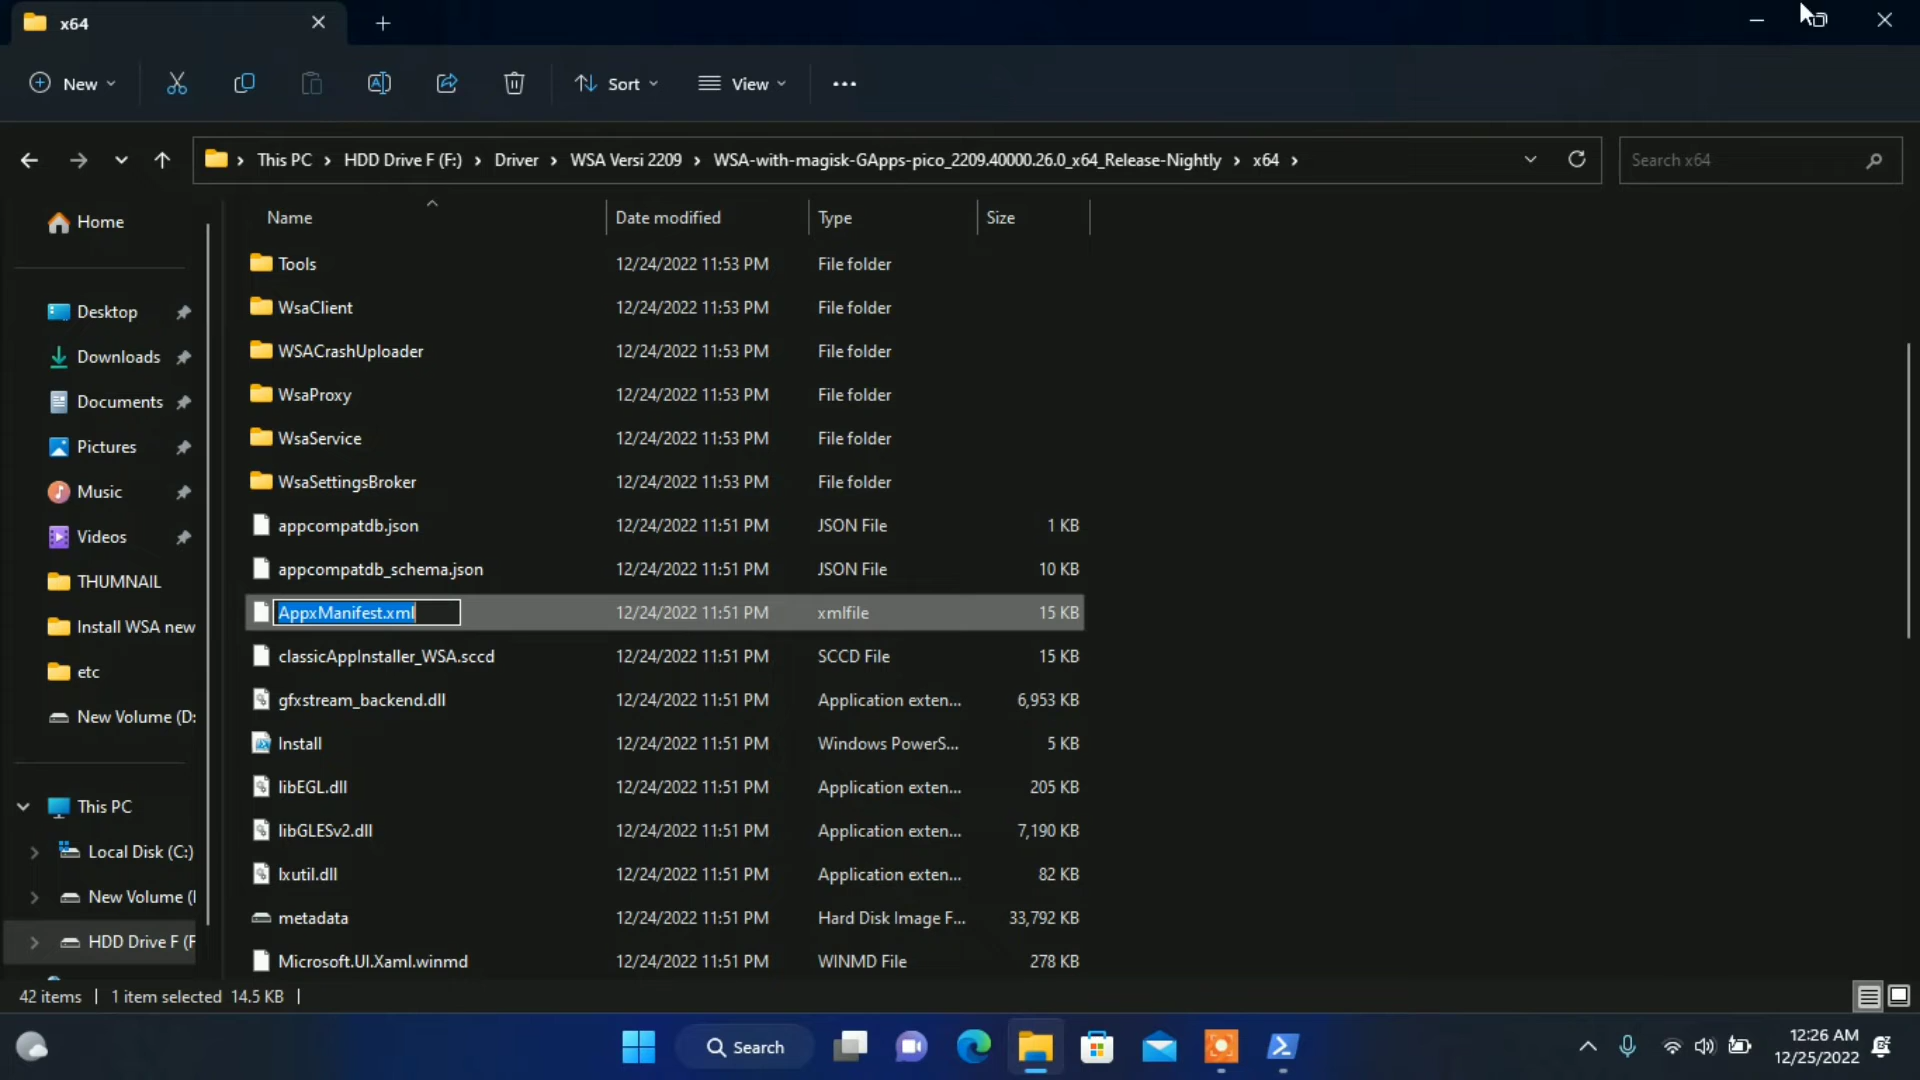 x64
New
Sort
View
This PC
HDD Drive F (F:)
Driver
WSA Versi 2209
WSA-with-magisk-GApps-pico_2209.40000.26.0_x64_Release-Nightly
x64
Search x64
Name
Date modified
Type
Size
Home
Desktop
Downloads
Documents
Pictures
Music
Videos
THUMNAIL
Install WSA new
etc
New Volume (D:
This PC
Local Disk (C:)
New Volume (
HDD Drive F (F
Tools 12/24/2022 11:53 PM File folder
WsaClient 12/24/2022 11:53 PM File folder
WSACrashUploader 12/24/2022 11:53 PM File folder
WsaProxy 12/24/2022 11:53 PM File folder
WsaService 12/24/2022 11:53 PM File folder
WsaSettingsBroker 12/24/2022 11:53 PM File folder
appcompatdb.json 12/24/2022 11:51 PM JSON File 1 KB
appcompatdb_schema.json 12/24/2022 11:51 PM JSON File 10 KB
AppxManifest.xml 12/24/2022 11:51 PM xmlfile 15 KB
classicAppInstaller_WSA.sccd 12/24/2022 11:51 PM SCCD File 15 KB
gfxstream_backend.dll 12/24/2022 11:51 PM Application exten... 6,953 KB
Install 12/24/2022 11:51 PM Windows PowerS... 5 KB
libEGL.dll 12/24/2022 11:51 PM Application exten... 205 KB
libGLESv2.dll 12/24/2022 11:51 PM Application exten... 7,190 KB
lxutil.dll 12/24/2022 11:51 PM Application exten... 82 KB
metadata 12/24/2022 11:51 PM Hard Disk Image F... 33,792 KB
Microsoft.UI.Xaml.winmd 12/24/2022 11:51 PM WINMD File 278 KB
42 items
1 item selected 14.5 KB
Search
12:26 AM
12/25/2022